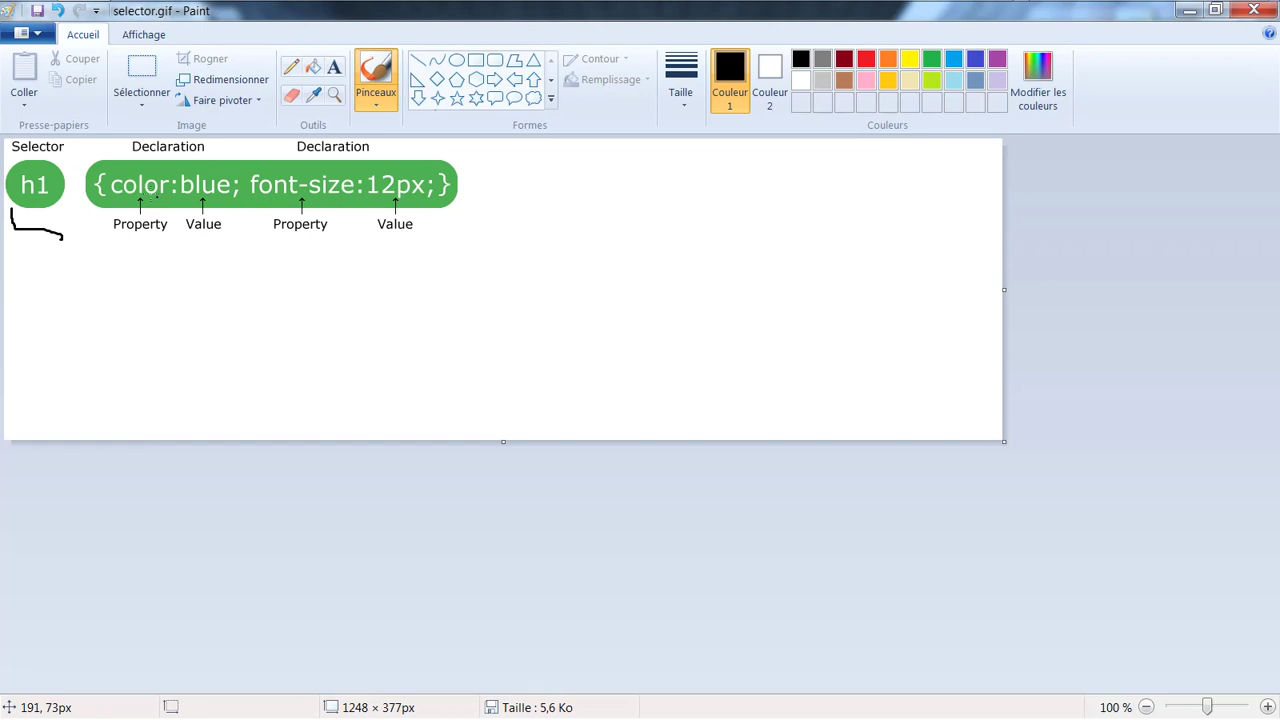 selector.gif - Paint
Accueil
Affichage
Coller
Couper
Copier
Presse-papiers
Sélectionner
Rogner
Redimensionner
Faire pivoter
Image
A
Outils
Pinceaux
Contour
Remplissage
Formes
Taille
Couleur 1
Couleur 2
Modifier les couleurs
Couleurs
Selector Declaration Declaration
h1 {color:blue; font-size:12px;}
Property Value Property Value
191, 73px
1248 × 377px
Taille : 5,6 Ko
100 %